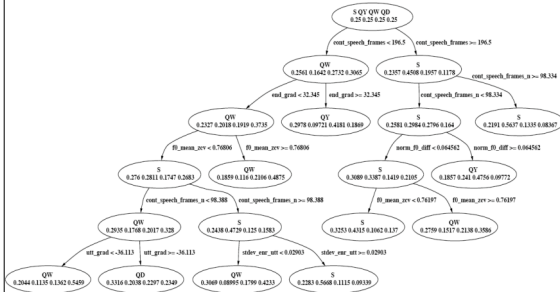 S QY QW QD
0.25 0.25 0.25 0.25
cont_speech_frames < 196.5
cont_speech_frames >= 196.5
QW
0.2561 0.1642 0.2732 0.3065
S
0.2357 0.4508 0.1957 0.1178
end_grad < 32.345
end_grad >= 32.345
cont_speech_frames_n < 98.334
cont_speech_frames_n >= 98.334
QW
0.2327 0.2018 0.1919 0.3735
QY
0.2978 0.09721 0.4181 0.1869
S
0.2581 0.2984 0.2796 0.164
S
0.2191 0.5637 0.1335 0.08367
f0_mean_zcv < 0.76806
f0_mean_zcv >= 0.76806
norm_f0_diff < 0.064562
norm_f0_diff >= 0.064562
S
0.276 0.2811 0.1747 0.2683
QW
0.1859 0.116 0.2106 0.4875
S
0.3089 0.3387 0.1419 0.2105
QY
0.1857 0.241 0.4756 0.09772
cont_speech_frames_n < 98.388
cont_speech_frames_n >= 98.388
f0_mean_zcv < 0.76197
f0_mean_zcv >= 0.76197
QW
0.2935 0.1768 0.2017 0.328
S
0.2438 0.4729 0.125 0.1583
S
0.3253 0.4315 0.1062 0.137
QW
0.2759 0.1517 0.2138 0.3586
utt_grad < -36.113
utt_grad >= -36.113
stdev_enr_utt < 0.02903
stdev_enr_utt >= 0.02903
QW
0.2044 0.1135 0.1362 0.5459
QD
0.3316 0.2038 0.2297 0.2349
QW
0.3069 0.08995 0.1799 0.4233
S
0.2283 0.5668 0.1115 0.09339